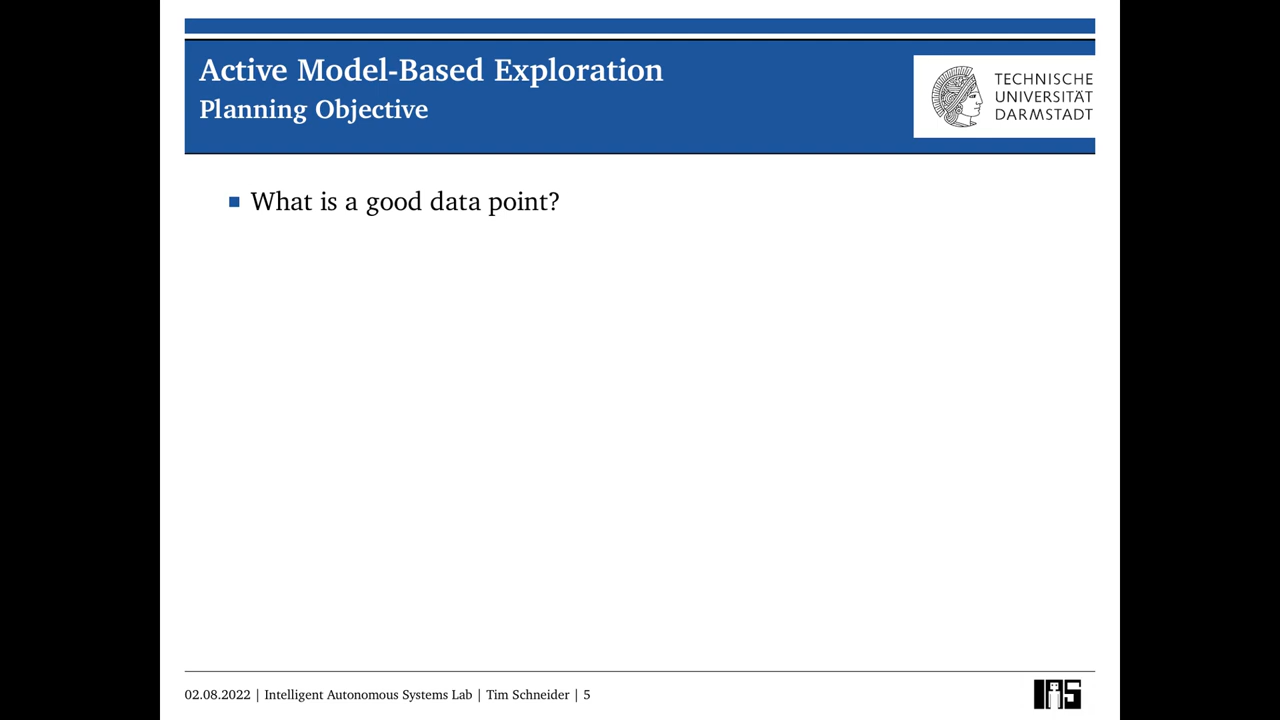 Active Model-Based Exploration
Planning Objective
TECHNISCHE
UNIVERSITÄT
DARMSTADT
What is a good data point?
02.08.2022 | Intelligent Autonomous Systems Lab | Tim Schneider | 5
IAS